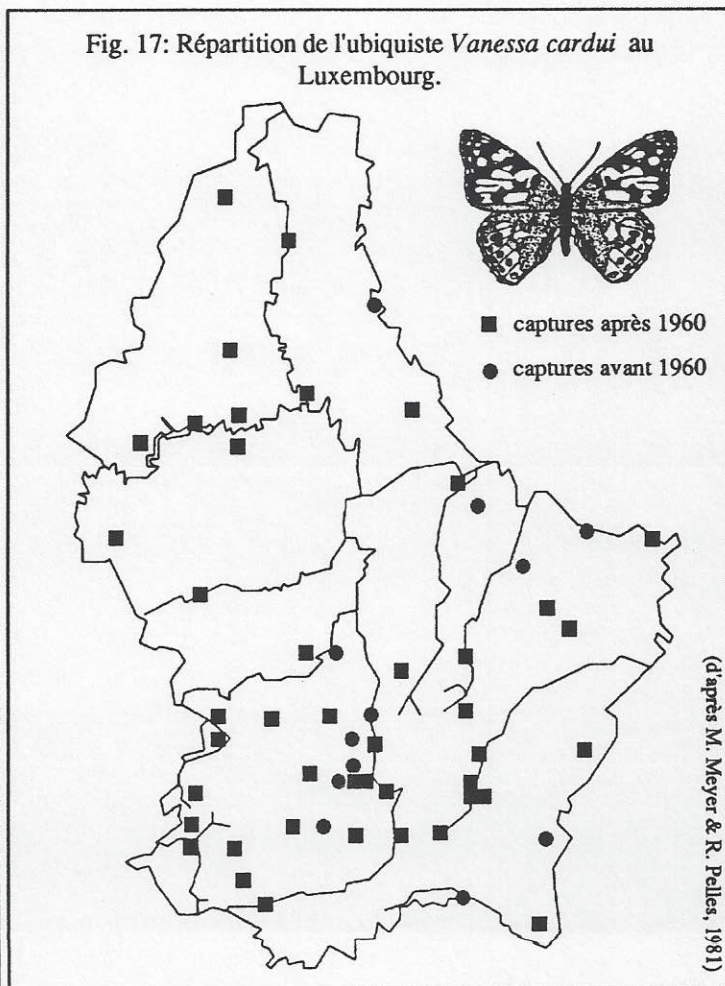 Fig. 17: Répartition de l'ubiquiste Vanessa cardui au
Luxembourg.
captures après 1960
captures avant 1960
(d'après M. Meyer & R. Pelles, 1981)